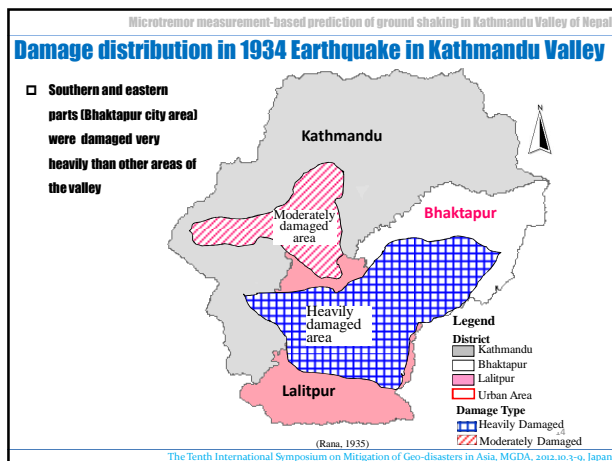 Microtremor measurement-based prediction of ground shaking in Kathmandu Valley of Nepal
Damage distribution in 1934 Earthquake in Kathmandu Valley
Southern and eastern
parts (Bhaktapur city area)
were damaged very
heavily than other areas of
the valley
N
Kathmandu
Bhaktapur
Moderately
damaged
area
Heavily
damaged
area
Lalitpur
Legend
District
Kathmandu
Bhaktapur
Lalitpur
Urban Area
Damage Type
Heavily Damaged
Moderately Damaged
14
(Rana, 1935)
The Tenth International Symposium on Mitigation of Geo-disasters in Asia, MGDA, 2012.10.3-9, Japan